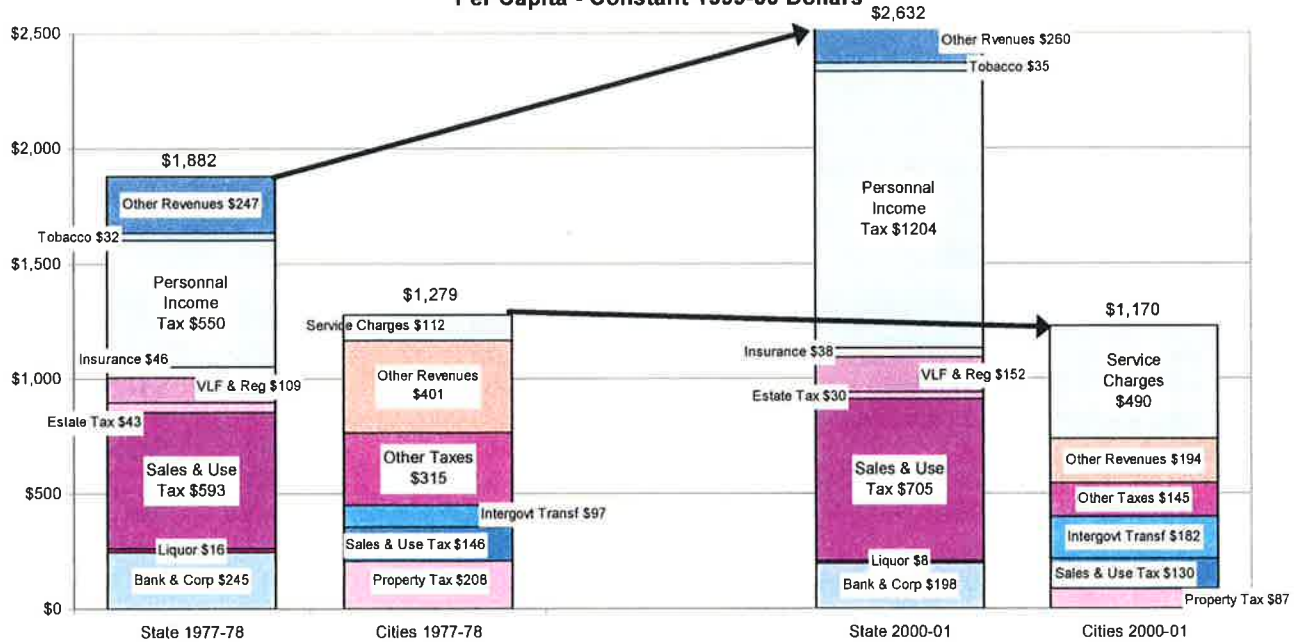 Per Capita - Constant 1999-00 Dollars
$2,500
$2,000
$1,500
$1,000
$500
$0
$1,882
Other Revenues $247
Tobacco $32
Personnal
Income
Tax $550
Insurance $46
VLF & Reg $109
Estate Tax $43
Sales & Use
Tax $593
Liquor $16
Bank & Corp $245
State 1977-78
$1,279
Service Charges $112
Other Revenues
$401
Other Taxes
$315
Intergovt Transf $97
Sales & Use Tax $146
Property Tax $208
Cities 1977-78
$2,632
Other Rvenues $260
Tobacco $35
Personnal
Income
Tax $1204
Insurance $38
VLF & Reg $152
Estate Tax $30
Sales & Use
Tax $705
Liquor $8
Bank & Corp $198
State 2000-01
$1,170
Service
Charges
$490
Other Revenues $194
Other Taxes $145
Intergovt Transf $182
Sales & Use Tax $130
Property Tax $87
Cities 2000-01